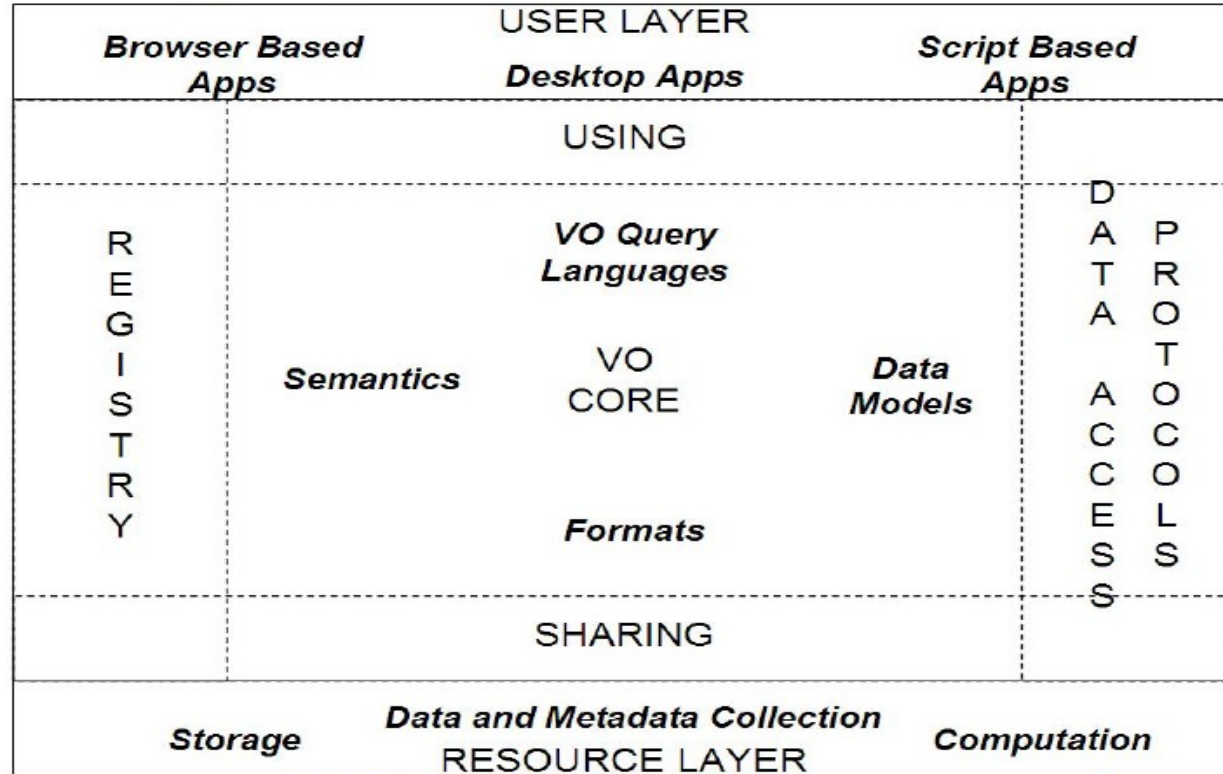 USER LAYER
Browser Based
Apps
Desktop Apps
Script Based
Apps
USING
REGISTRY
VO Query
Languages
Semantics
VO
CORE
Data
Models
Formats
DATA ACCESS
PROTOCOLS
SHARING
Storage
Data and Metadata Collection
Computation
RESOURCE LAYER